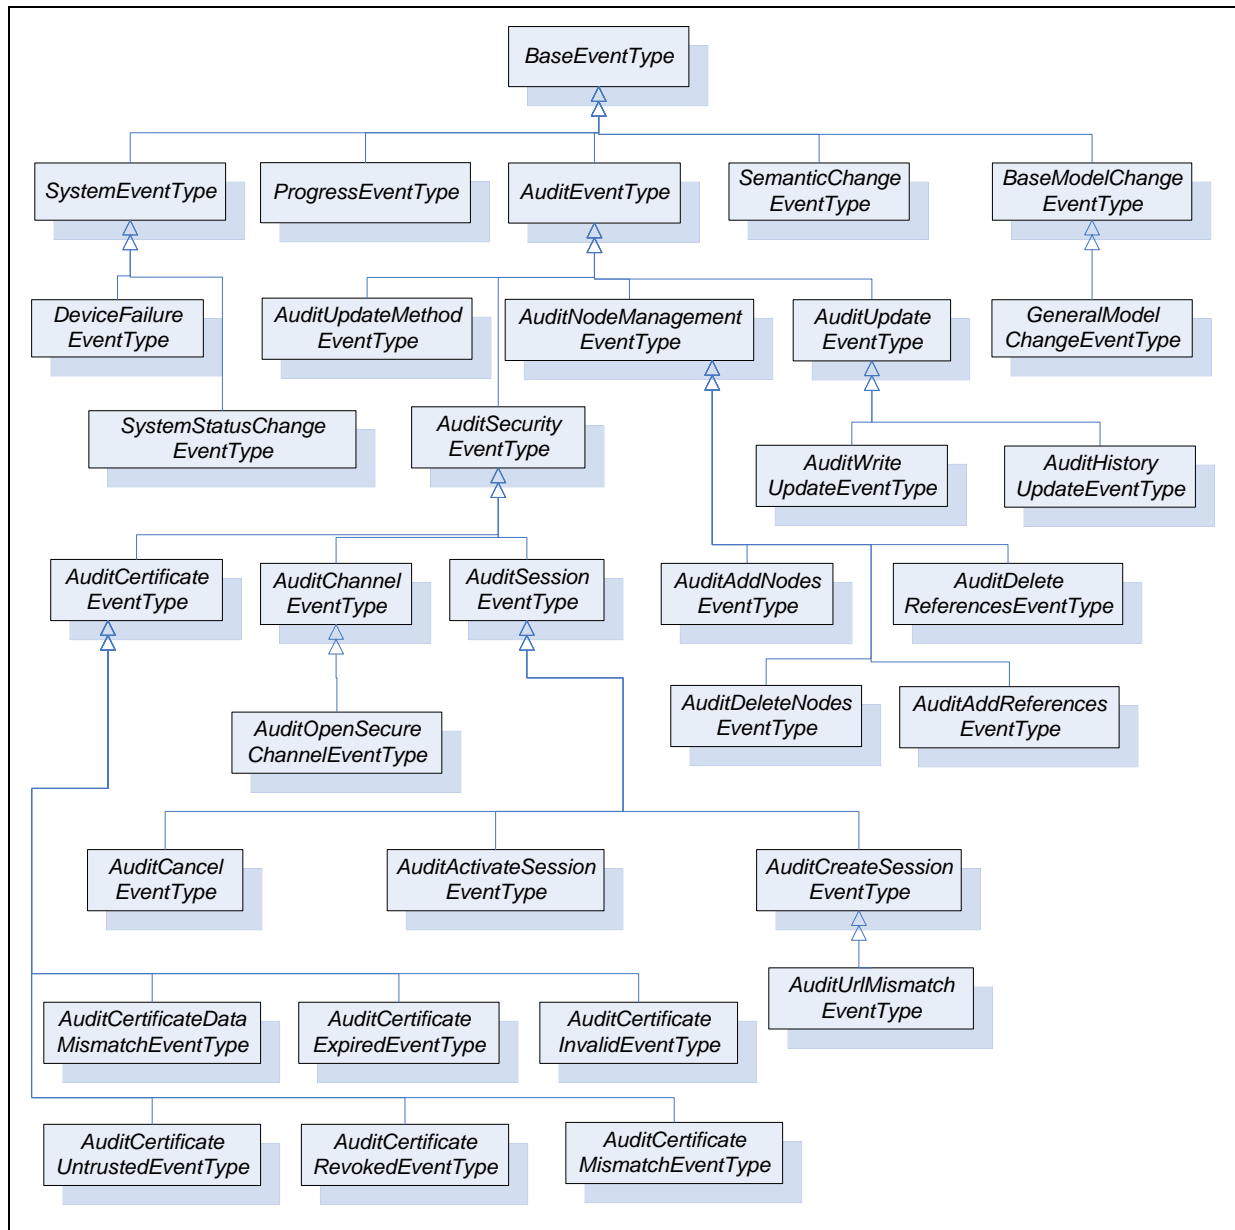 BaseEventType
SystemEventType
ProgressEventType
AuditEventType
SemanticChange
EventType
BaseModelChange
EventType
DeviceFailure
EventType
AuditUpdateMethod
EventType
AuditNodeManagement
EventType
AuditUpdate
EventType
GeneralModel
ChangeEventType
SystemStatusChange
EventType
AuditSecurity
EventType
AuditWrite
UpdateEventType
AuditHistory
UpdateEventType
AuditCertificate
EventType
AuditChannel
EventType
AuditSession
EventType
AuditAddNodes
EventType
AuditDelete
ReferencesEventType
AuditOpenSecure
ChannelEventType
AuditDeleteNodes
EventType
AuditAddReferences
EventType
AuditCancel
EventType
AuditActivateSession
EventType
AuditCreateSession
EventType
AuditUrlMismatch
EventType
AuditCertificateData
MismatchEventType
AuditCertificate
ExpiredEventType
AuditCertificate
InvalidEventType
AuditCertificate
UntrustedEventType
AuditCertificate
RevokedEventType
AuditCertificate
MismatchEventType